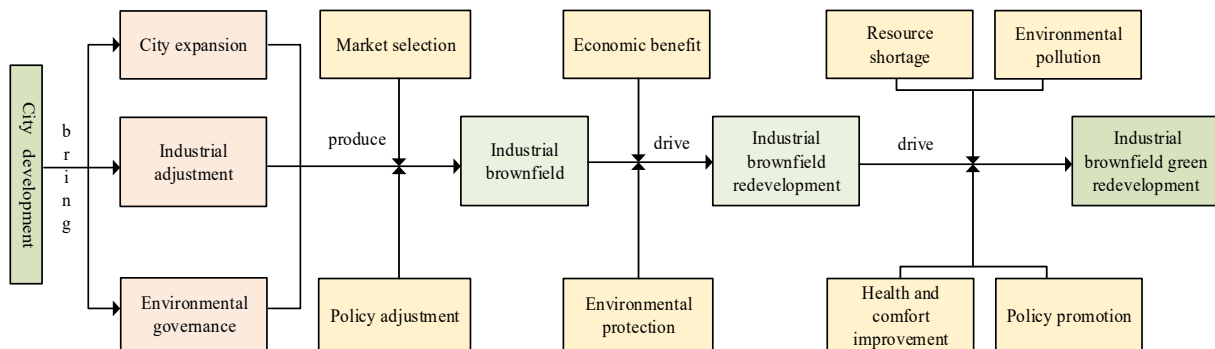 City development
bring
City expansion
Industrial
adjustment
Environmental
governance
produce
Market selection
Policy adjustment
Industrial
brownfield
Economic benefit
Environmental
protection
drive
Industrial
brownfield
redevelopment
drive
Resource
shortage
Environmental
pollution
Health and
comfort
improvement
Policy promotion
Industrial
brownfield green
redevelopment